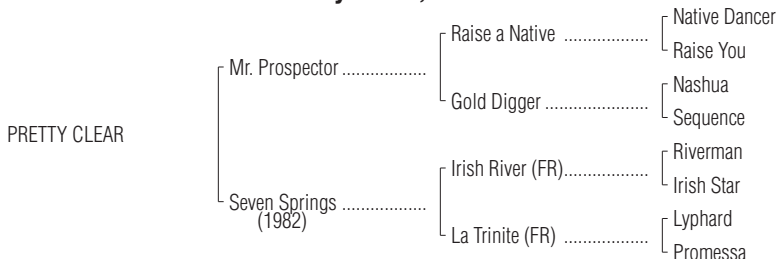 Native Dancer
Raise a Native ..................
Raise You
Mr. Prospector ..................
Nashua
Gold Digger ......................
Sequence
PRETTY CLEAR
Riverman
Irish River (FR)..................
Irish Star
Seven Springs ..................
(1982)
Lyphard
La Trinite (FR) ..................
Promessa